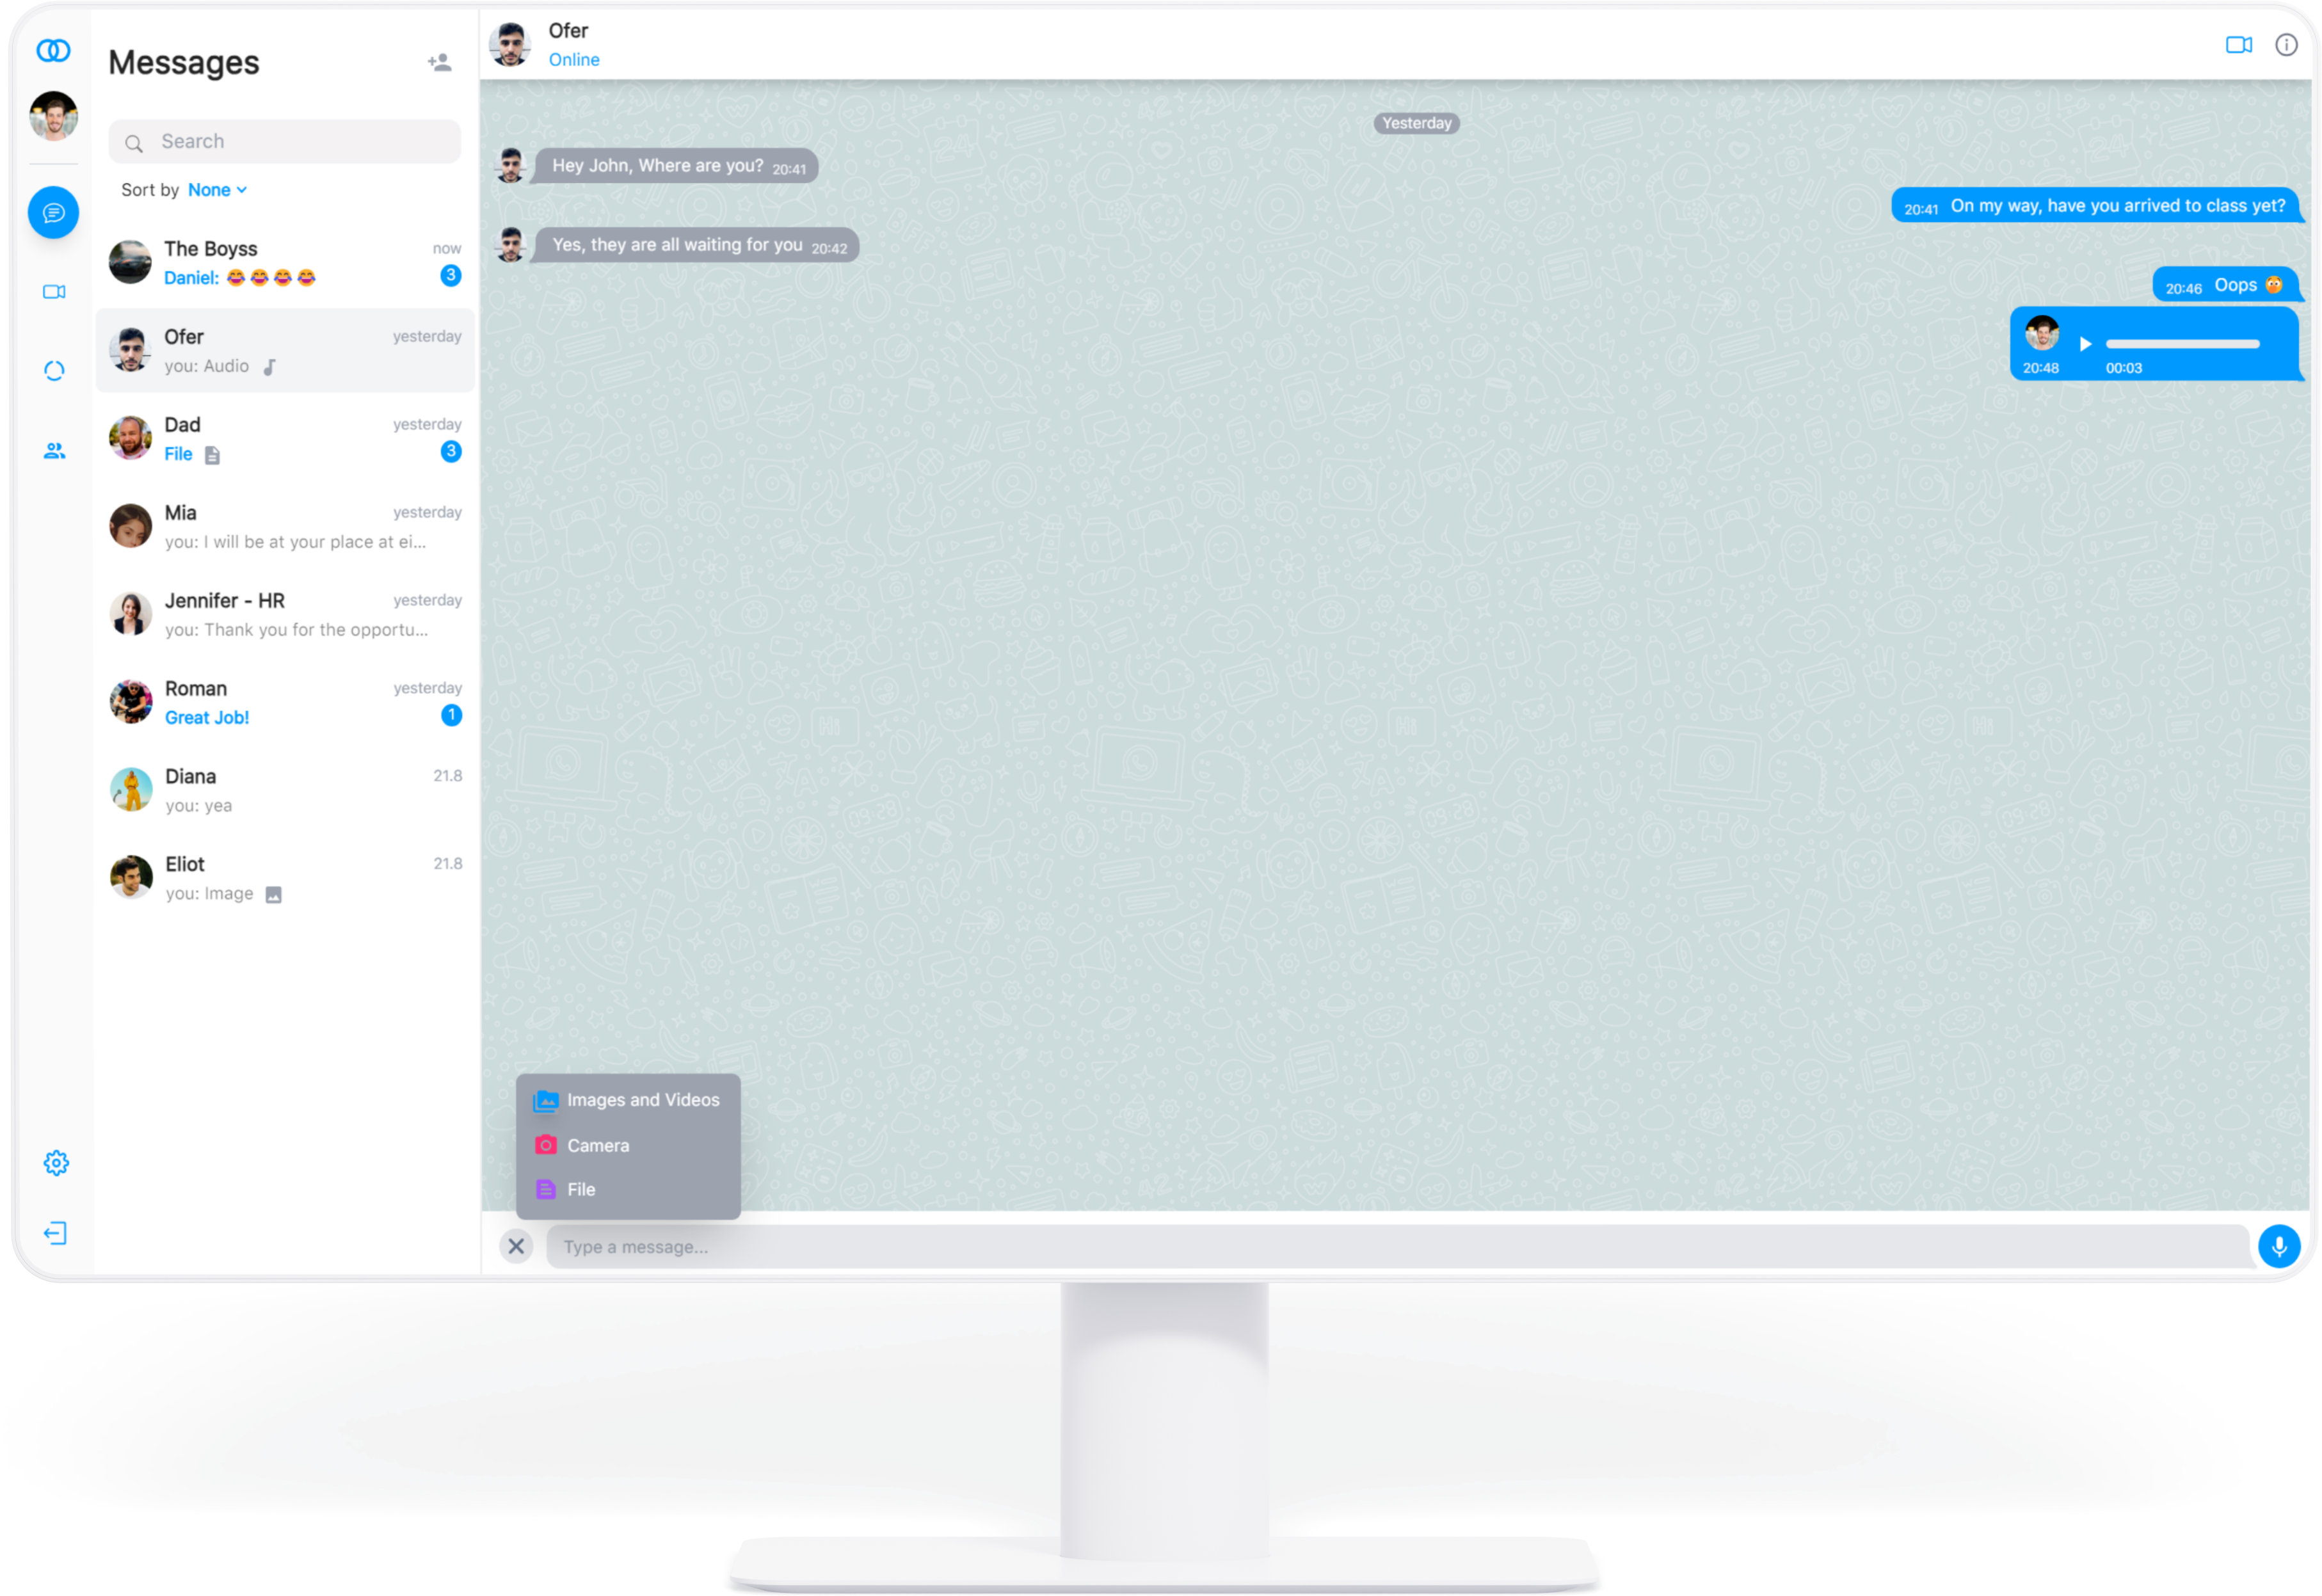 Messages
Search
Sort by None
The Boyss now
Daniel: 😂😂😂😂 3
Ofer yesterday
you: Audio
Dad yesterday
File 3
Mia yesterday
you: I will be at your place at ei...
Jennifer - HR yesterday
you: Thank you for the opportu...
Roman yesterday
Great Job! 1
Diana 21.8
you: yea
Eliot 21.8
you: Image
Ofer
Online
Yesterday
Hey John, Where are you? 20:41
20:41 On my way, have you arrived to class yet?
Yes, they are all waiting for you 20:42
20:46 Oops 🫣
20:48 00:03
Images and Videos
Camera
File
Type a message...